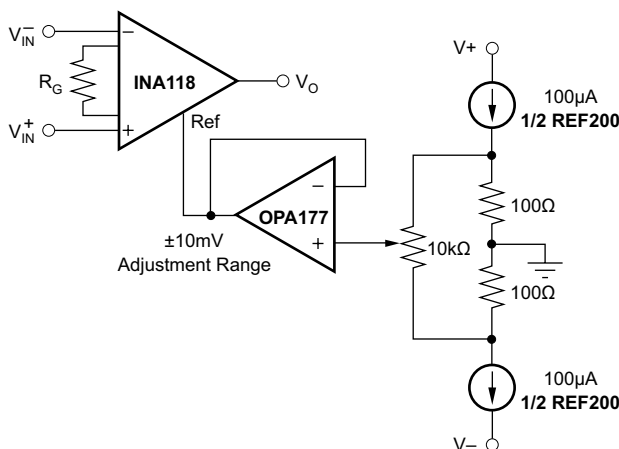 V–IN
–
INA118
RG
VO
V+IN
+
Ref
V+
100µA
1/2 REF200
–
OPA177
+
±10mV
Adjustment Range
10kΩ
100Ω
100Ω
100µA
1/2 REF200
V–